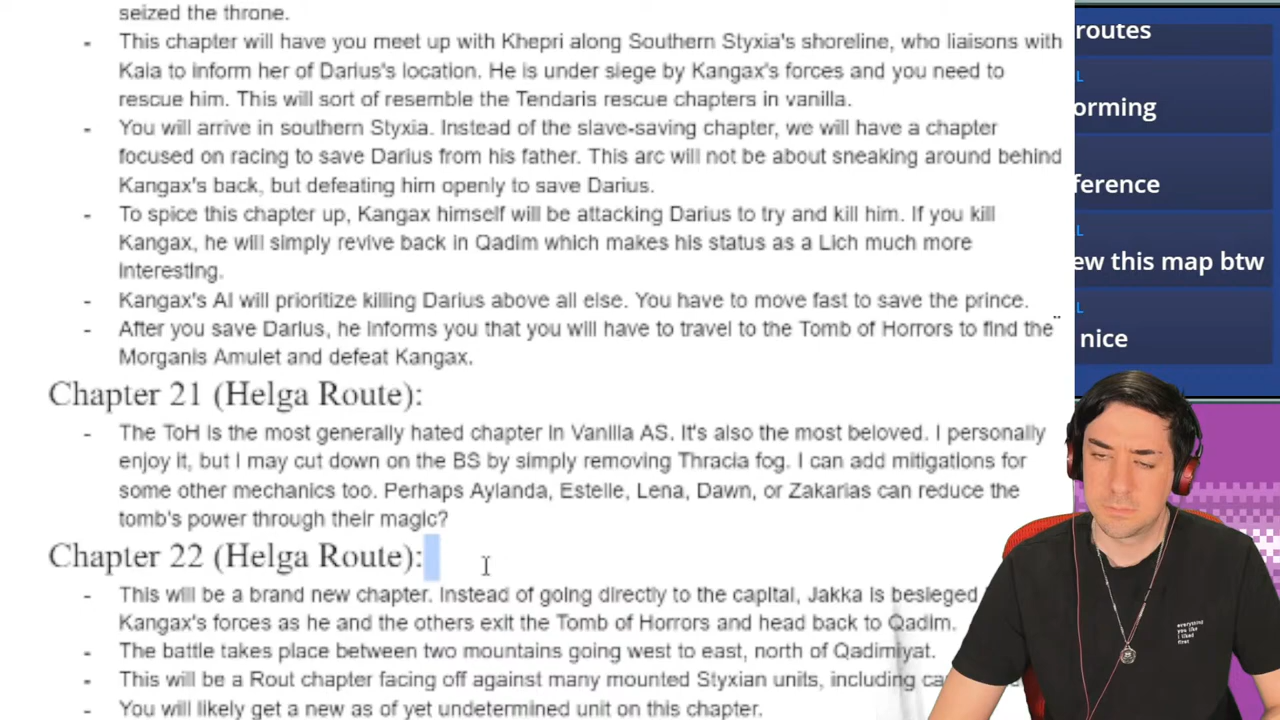 seized the throne.
- This chapter will have you meet up with Khepri along Southern Styxia's shoreline, who liaisons with
Kaia to inform her of Darius's location. He is under siege by Kangax's forces and you need to
rescue him. This will sort of resemble the Tendaris rescue chapters in vanilla.
- You will arrive in southern Styxia. Instead of the slave-saving chapter, we will have a chapter
focused on racing to save Darius from his father. This arc will not be about sneaking around behind
Kangax's back, but defeating him openly to save Darius.
- To spice this chapter up, Kangax himself will be attacking Darius to try and kill him. If you kill
Kangax, he will simply revive back in Qadim which makes his status as a Lich much more
interesting.
- Kangax's AI will prioritize killing Darius above all else. You have to move fast to save the prince.
- After you save Darius, he informs you that you will have to travel to the Tomb of Horrors to find the
Morganis Amulet and defeat Kangax.
Chapter 21 (Helga Route):
- The ToH is the most generally hated chapter in Vanilla AS. It's also the most beloved. I personally
enjoy it, but I may cut down on the BS by simply removing Thracia fog. I can add mitigations for
some other mechanics too. Perhaps Aylanda, Estelle, Lena, Dawn, or Zakarias can reduce the
tomb's power through their magic?
Chapter 22 (Helga Route):
- This will be a brand new chapter. Instead of going directly to the capital, Jakka is besieged
Kangax's forces as he and the others exit the Tomb of Horrors and head back to Qadim.
- The battle takes place between two mountains going west to east, north of Qadimiyat.
- This will be a Rout chapter facing off against many mounted Styxian units, including
- You will likely get a new as of yet undetermined unit on this chapter.
routes
L
orming
L
ference
L
ew this map btw
L
nice
everything
you like
I liked
first